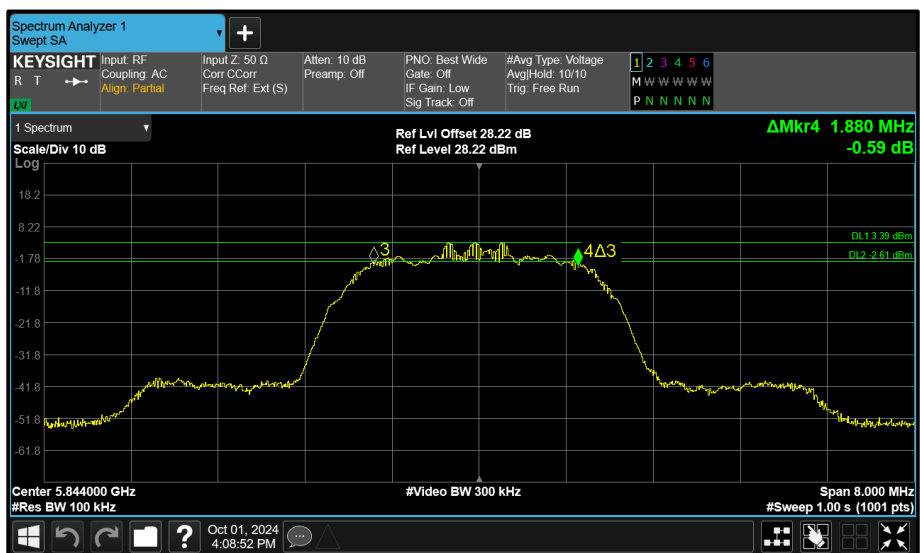 Spectrum Analyzer 1
Swept SA
+
KEYSIGHT
R T
LXI
Input: RF
Coupling: AC
Align: Partial
Input Z: 50 Ω
Corr CCorr
Freq Ref: Ext (S)
Atten: 10 dB
Preamp: Off
PNO: Best Wide
Gate: Off
IF Gain: Low
Sig Track: Off
#Avg Type: Voltage
Avg|Hold: 10/10
Trig: Free Run
1 2 3 4 5 6
M W W W W W
P N N N N N
1 Spectrum
Scale/Div 10 dB
Log
Ref Lvl Offset 28.22 dB
Ref Level 28.22 dBm
ΔMkr4 1.880 MHz
-0.59 dB
18.2
8.22
-1.78
-11.8
-21.8
-31.8
-41.8
-51.8
-61.8
3
4Δ3
DL1 3.39 dBm
DL2 -2.61 dBm
Center 5.844000 GHz
#Res BW 100 kHz
#Video BW 300 kHz
Span 8.000 MHz
#Sweep 1.00 s (1001 pts)
?
Oct 01, 2024
4:08:52 PM